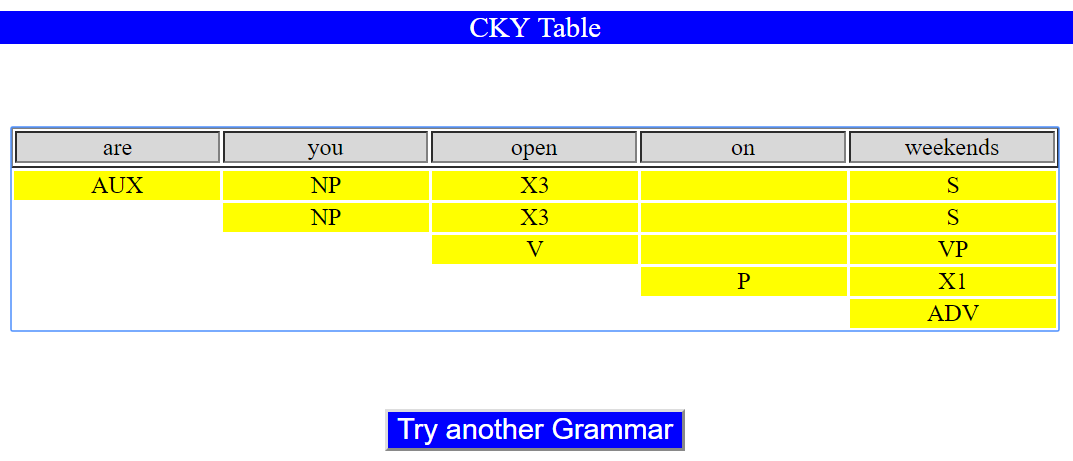 CKY Table
are you open on weekends
AUX NP X3 S
NP X3 S
V VP
P X1
ADV
Try another Grammar